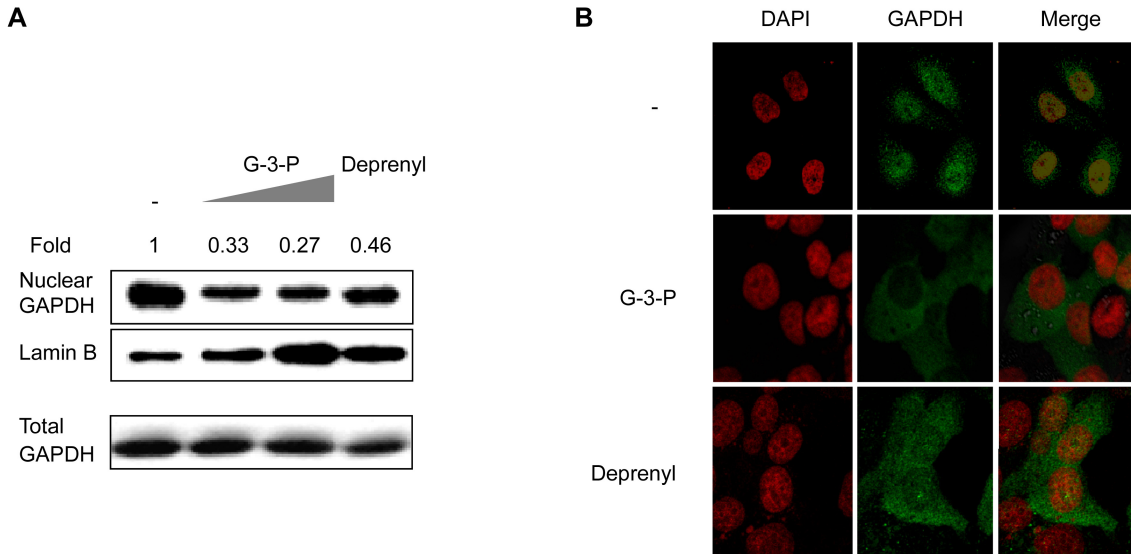 A
G-3-P
Deprenyl
-
Fold 1 0.33 0.27 0.46
Nuclear
GAPDH
Lamin B
Total
GAPDH
B
DAPI GAPDH Merge
-
G-3-P
Deprenyl